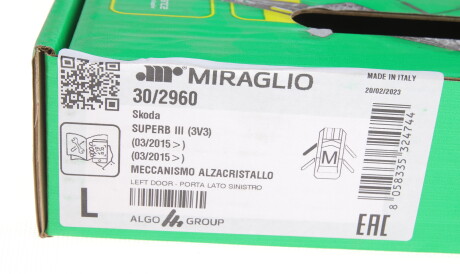 MIRAGLIO
MADE IN ITALY
20/02/2023
30/2960
Skoda
SUPERB III (3V3)
(03/2015 >)
(03/2015 >)
MECCANISMO ALZACRISTALLO
LEFT DOOR - PORTA LATO SINISTRO
M
L
ALGO GROUP
EAC
8 058335 324744